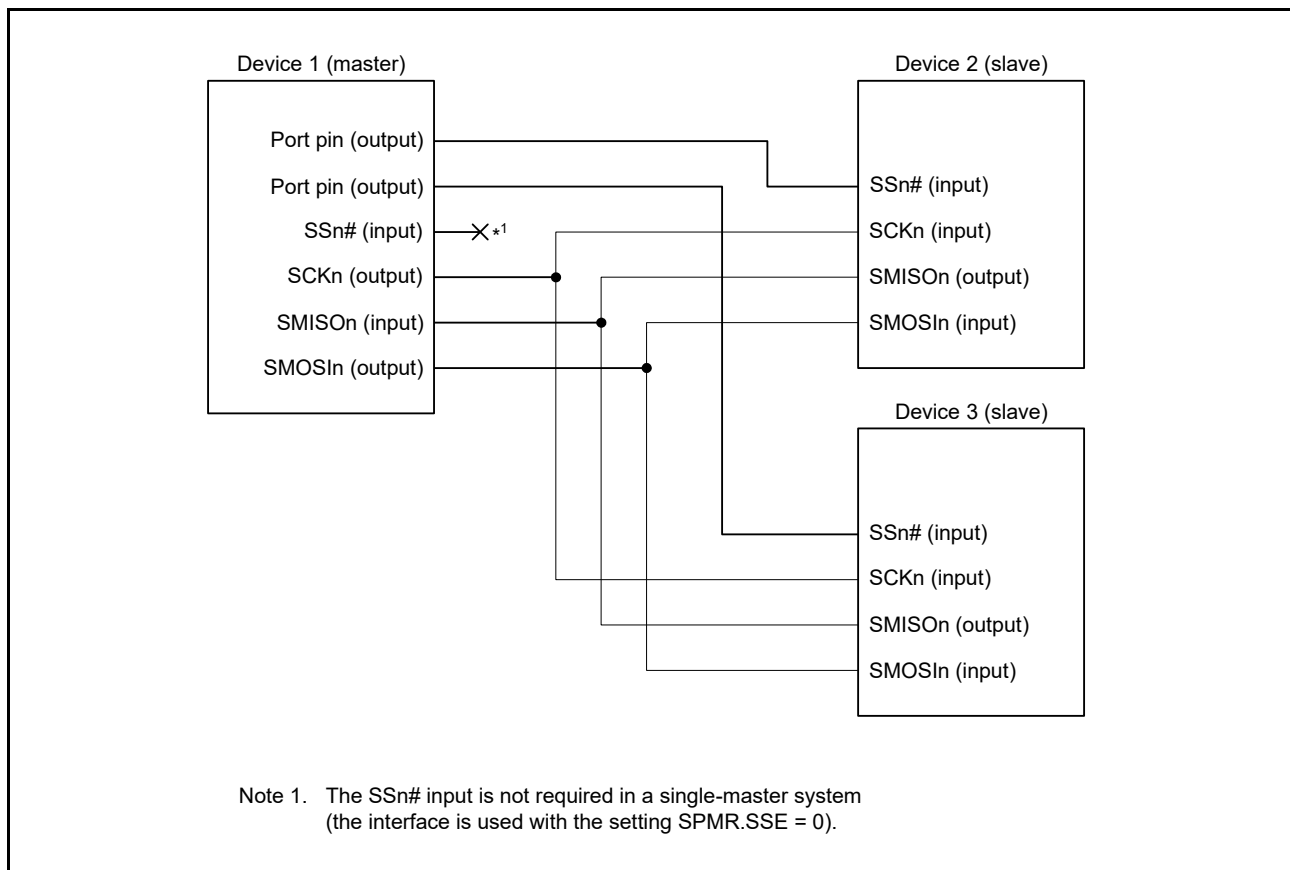 Device 1 (master)
Port pin (output)
Port pin (output)
SSn# (input)
*1
SCKn (output)
SMISOn (input)
SMOSIn (output)
Device 2 (slave)
SSn# (input)
SCKn (input)
SMISOn (output)
SMOSIn (input)
Device 3 (slave)
SSn# (input)
SCKn (input)
SMISOn (output)
SMOSIn (input)
Note 1. The SSn# input is not required in a single-master system
(the interface is used with the setting SPMR.SSE = 0).